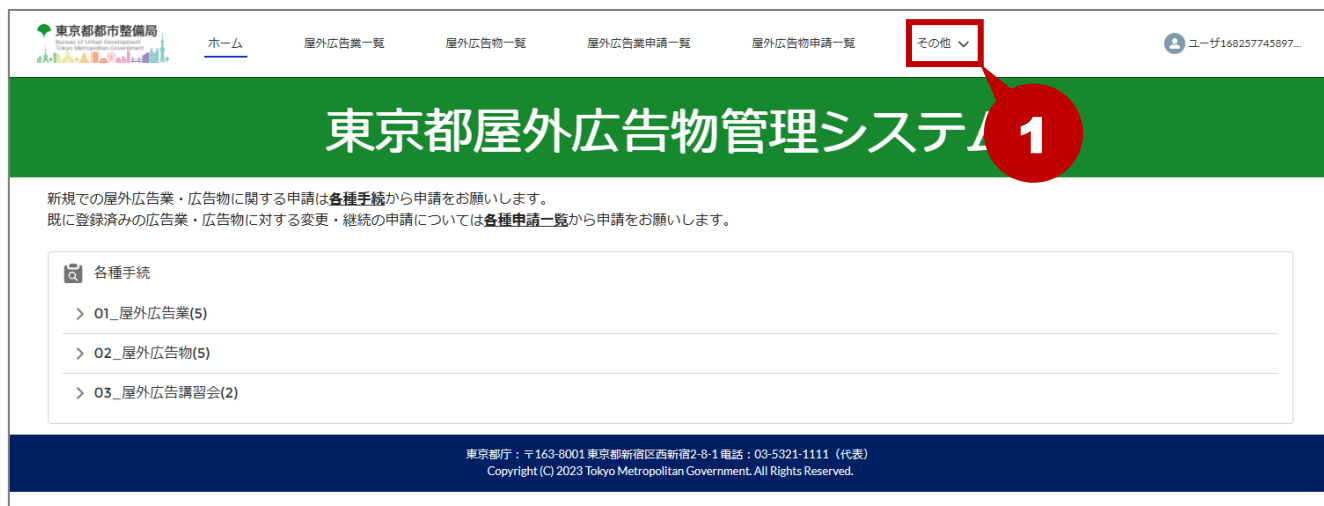 東京都都市整備局
Bureau of Urban Development
Tokyo Metropolitan Government
ホーム
屋外広告業一覧
屋外広告物一覧
屋外広告業申請一覧
屋外広告物申請一覧
その他
ユーザ168257745897...
東京都屋外広告物管理システム
1
新規での屋外広告業・広告物に関する申請は各種手続から申請をお願いします。
既に登録済みの広告業・広告物に対する変更・継続の申請については各種申請一覧から申請をお願いします。
各種手続
01_屋外広告業(5)
02_屋外広告物(5)
03_屋外広告講習会(2)
東京都庁：〒163-8001 東京都新宿区西新宿2-8-1 電話：03-5321-1111（代表）
Copyright (C) 2023 Tokyo Metropolitan Government. All Rights Reserved.